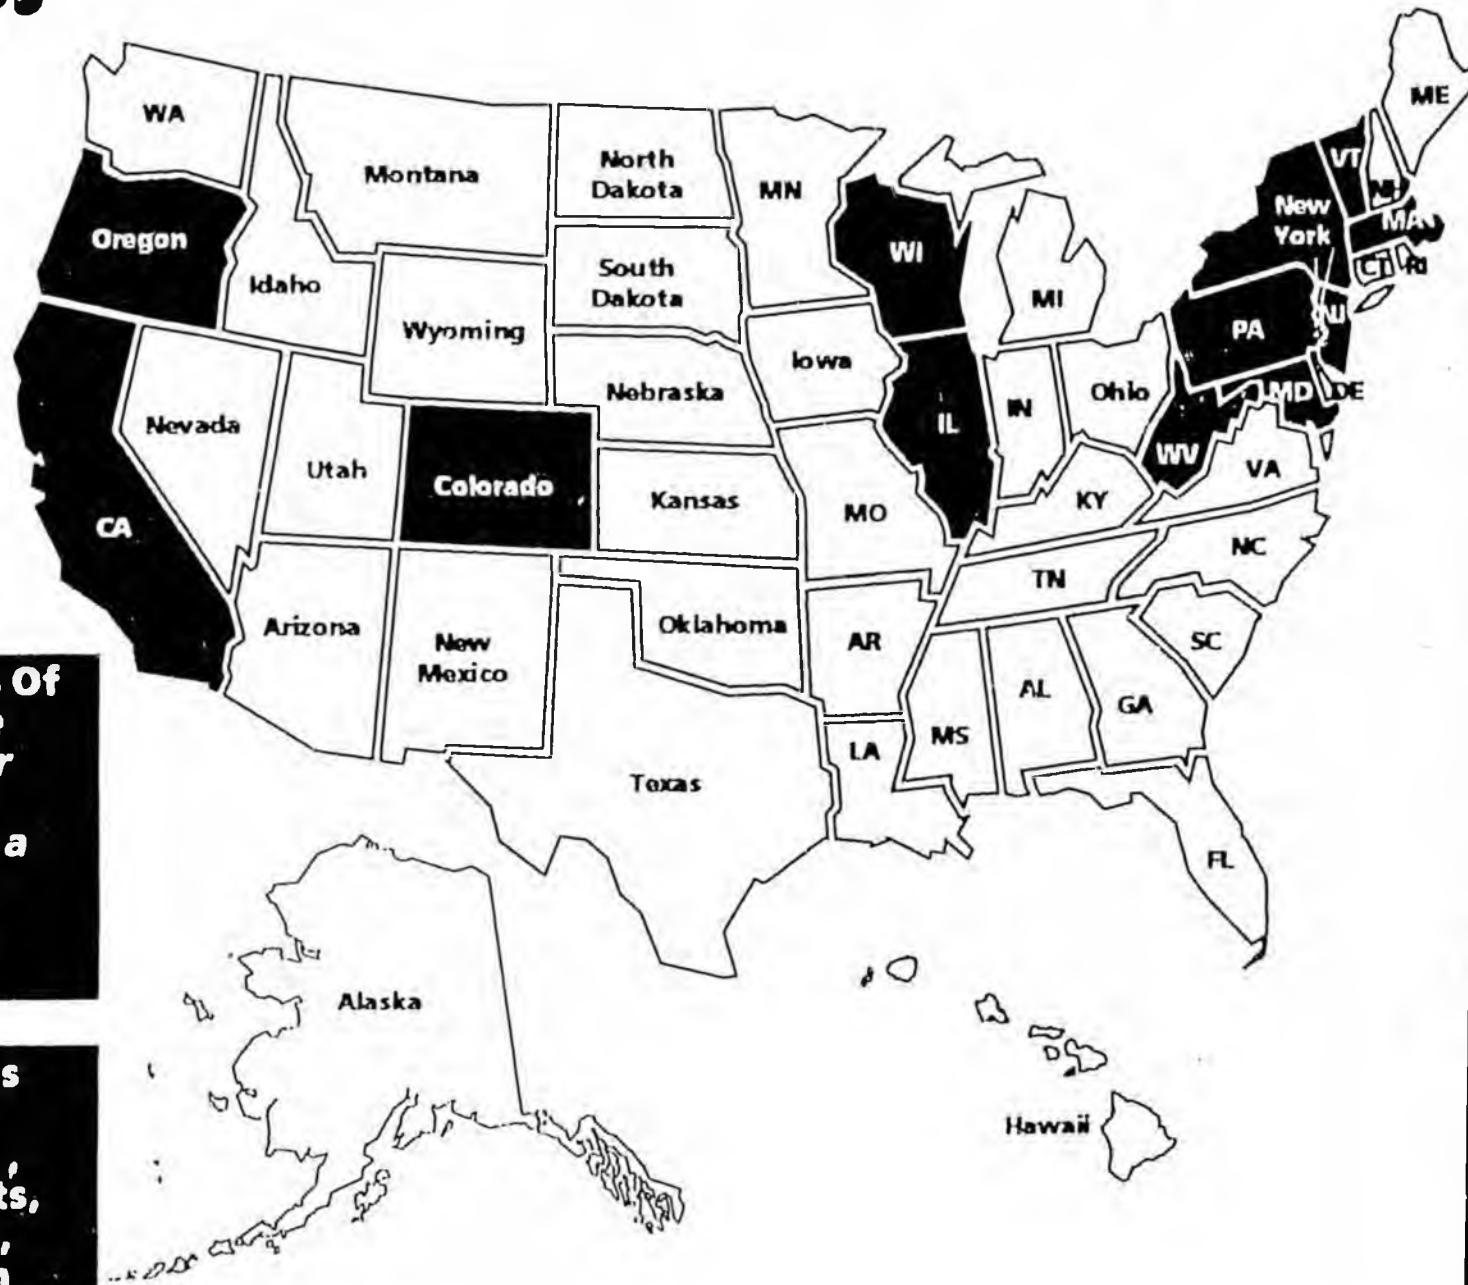 WA
Montana
North
Dakota
MN
ME
VT
NH
Oregon
Idaho
South
Dakota
WI
New
York
MA
CT
RI
Wyoming
MI
PA
NJ
Nebraska
Iowa
Ohio
MD
DE
Nevada
Utah
Colorado
IN
IL
WV
VA
Kansas
CA
MO
KY
NC
TN
Arizona
New
Mexico
Oklahoma
AR
SC
AL
GA
MS
LA
Texas
FL
Alaska
Hawaii
Of
a